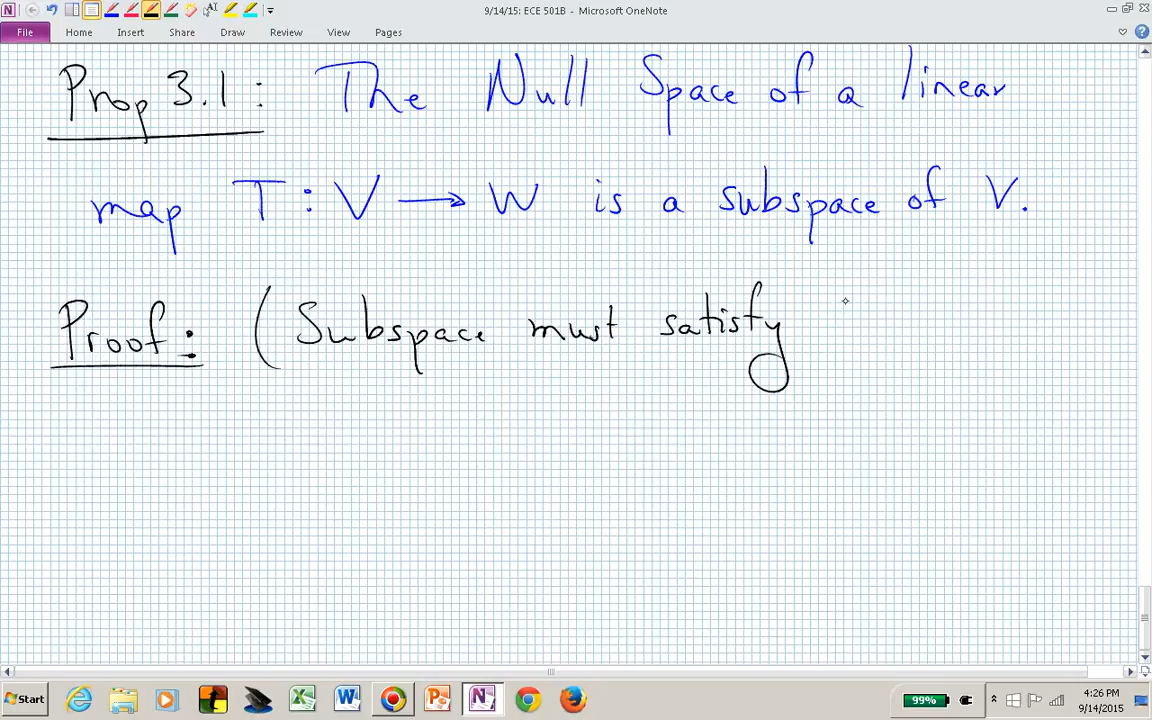 9/14/15: ECE 501B - Microsoft OneNote
File Home Insert Share Draw Review View Pages
Prop 3.1: The Null Space of a linear
map T: V → W is a subspace of V.
Proof: (Subspace must satisfy
Start
99%
4:26 PM
9/14/2015